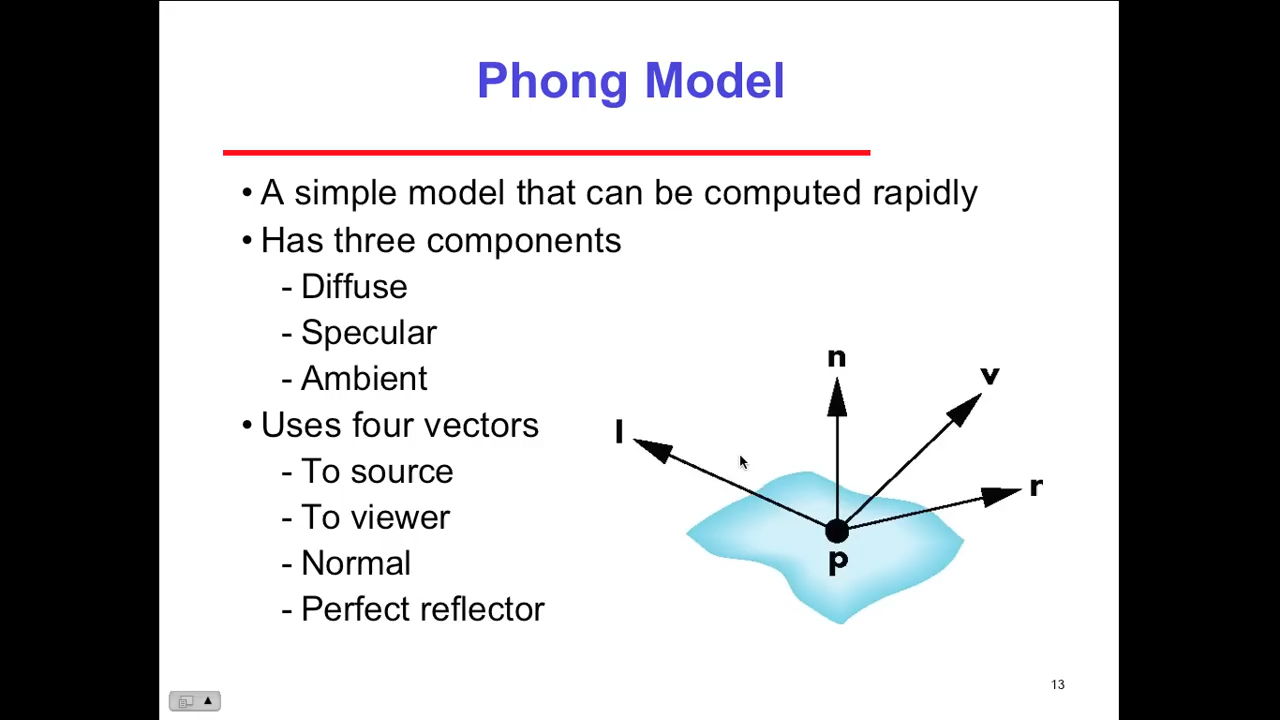 Phong Model
• A simple model that can be computed rapidly
• Has three components
- Diffuse
- Specular
- Ambient
• Uses four vectors
- To source
- To viewer
- Normal
- Perfect reflector
n
v
l
r
p
13